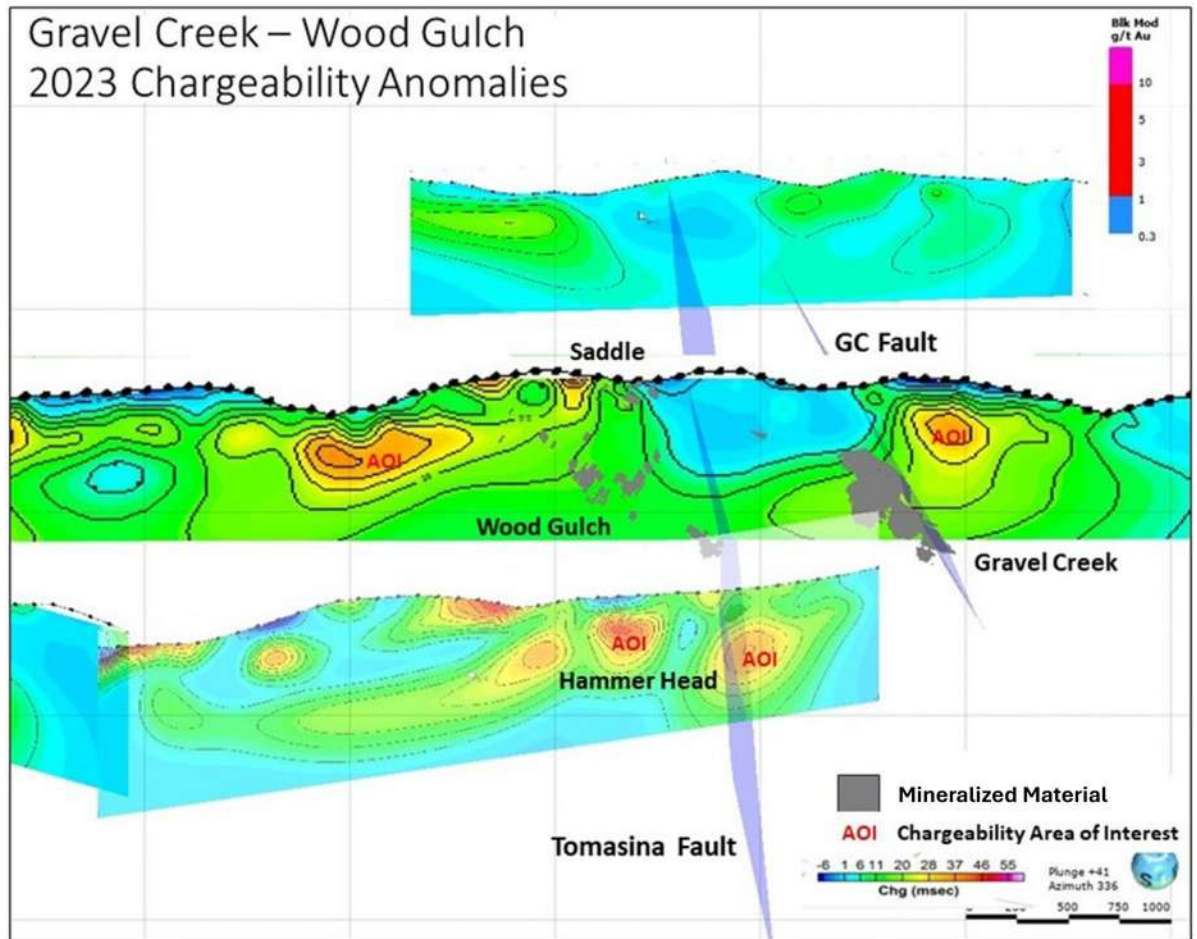 Gravel Creek – Wood Gulch
2023 Chargeability Anomalies
Blk Mod
g/t Au
10
5
3
1
0.3
GC Fault
Saddle
AOI
AOI
Wood Gulch
Gravel Creek
AOI
AOI
Hammer Head
Tomasina Fault
Mineralized Material
AOI Chargeability Area of Interest
-6 1 6 11 20 28 37 46 55
Chg (msec)
Plunge +41
Azimuth 336
S
500 750 1000